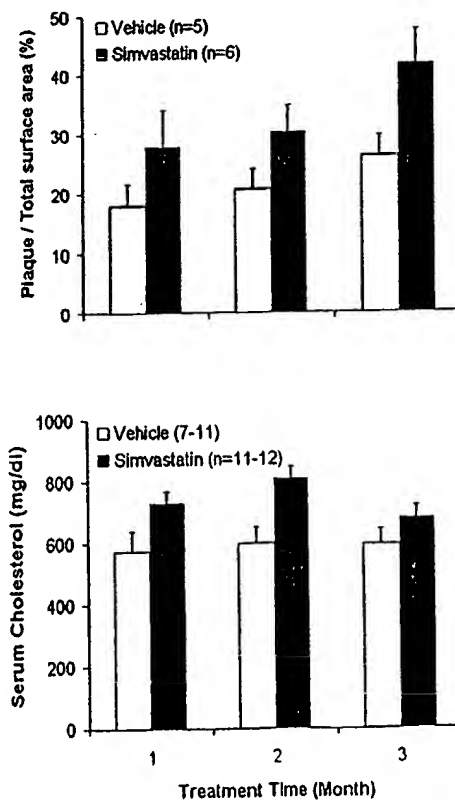 Plaque / Total surface area (%)
50
40
30
20
10
0
Vehicle (n=5)
Simvastatin (n=6)
Serum Cholesterol (mg/dl)
1000
800
600
400
200
0
Vehicle (7-11)
Simvastatin (n=11-12)
1 2 3
Treatment Time (Month)